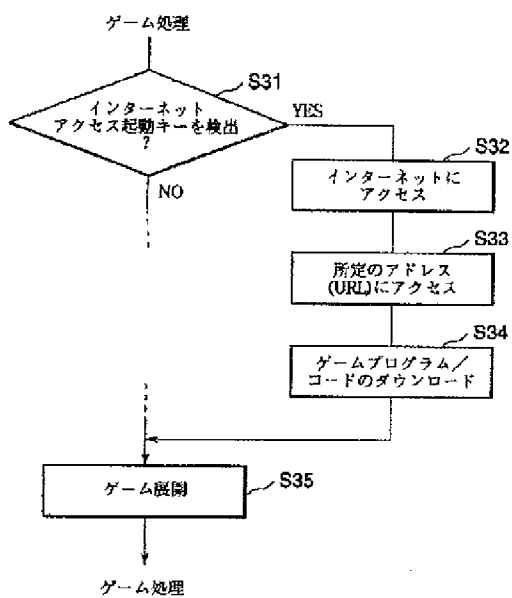 ゲーム処理
S31
インターネット
アクセス起動キーを検出
?
YES
NO
S32
インターネットに
アクセス
S33
所定のアドレス
(URL)にアクセス
S34
ゲームプログラム/
コードのダウンロード
ゲーム展開
S35
ゲーム処理